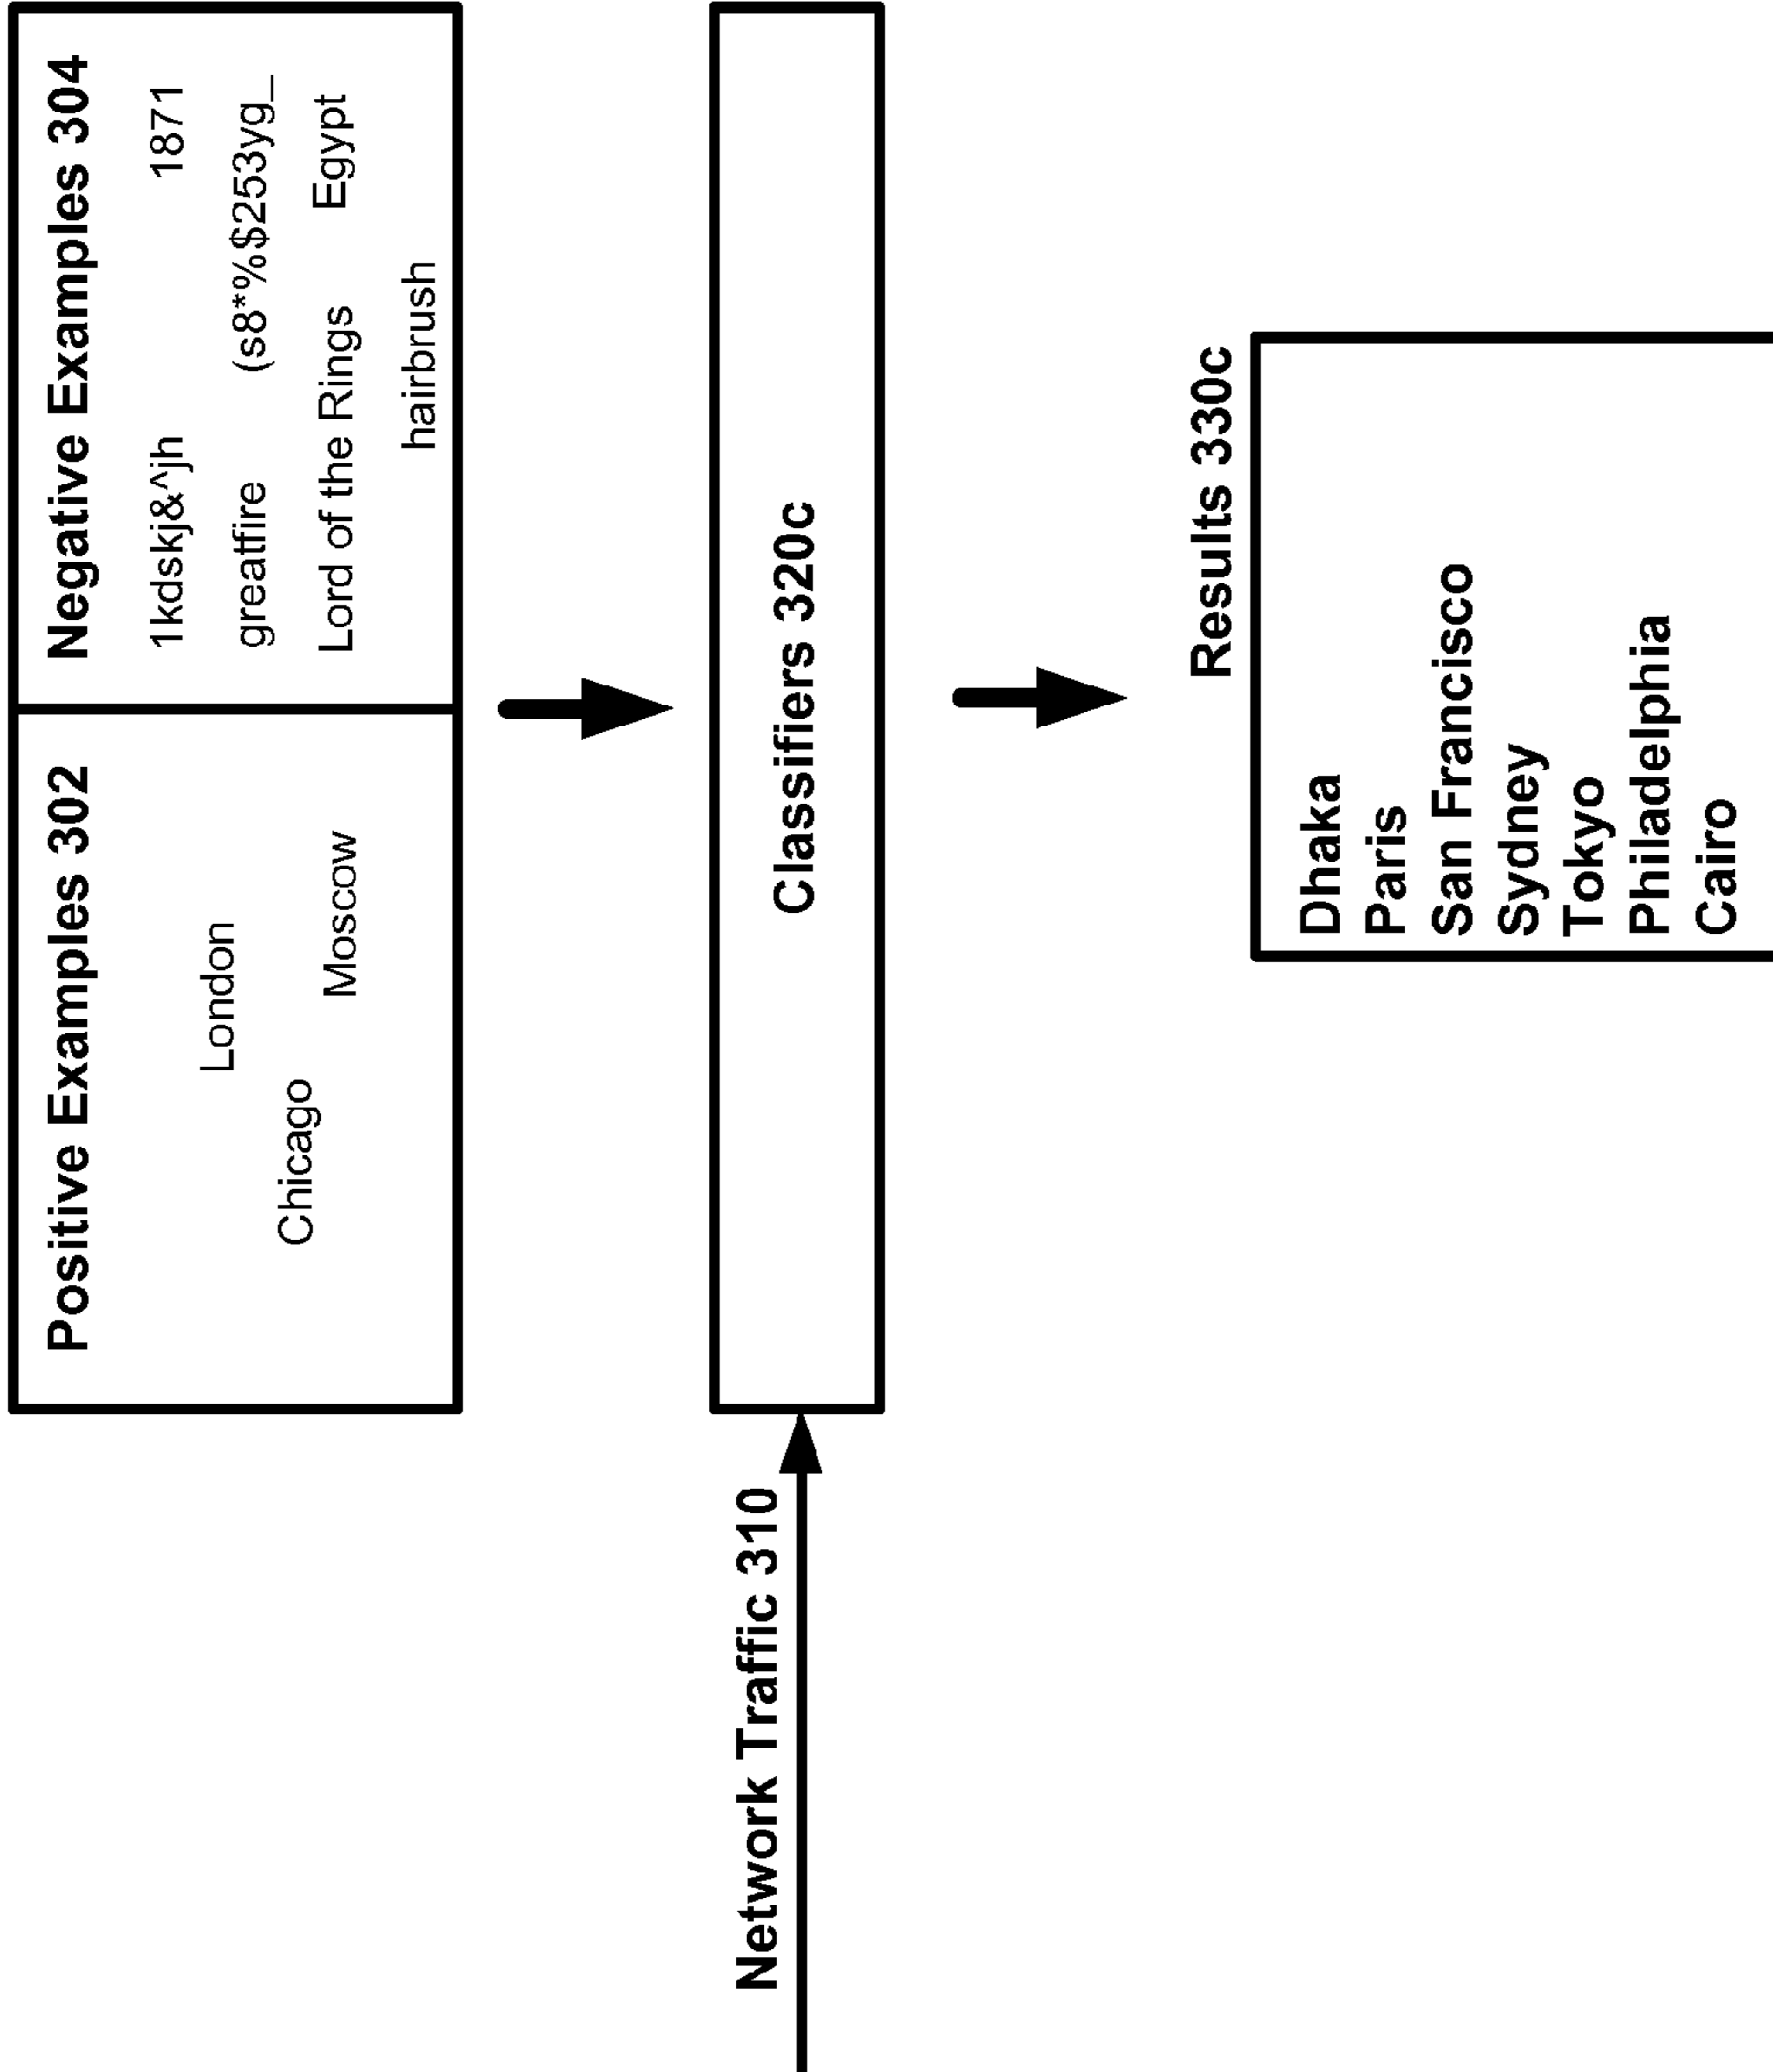 Positive Examples 302
London
Chicago
Moscow
Negative Examples 304
1kdskj&^jh 1871
greatfire (s8*%$253yg_
Lord of the Rings Egypt
hairbrush
Network Traffic 310
Classifiers 320c
Results 330c
Dhaka
Paris
San Francisco
Sydney
Tokyo
Philadelphia
Cairo